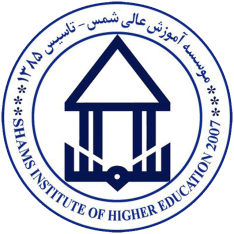 موسسه آموزش عالی شمس - تاسیس ۱۳۸۵
SHAMS INSTITUTE OF HIGHER EDUCATION 2007